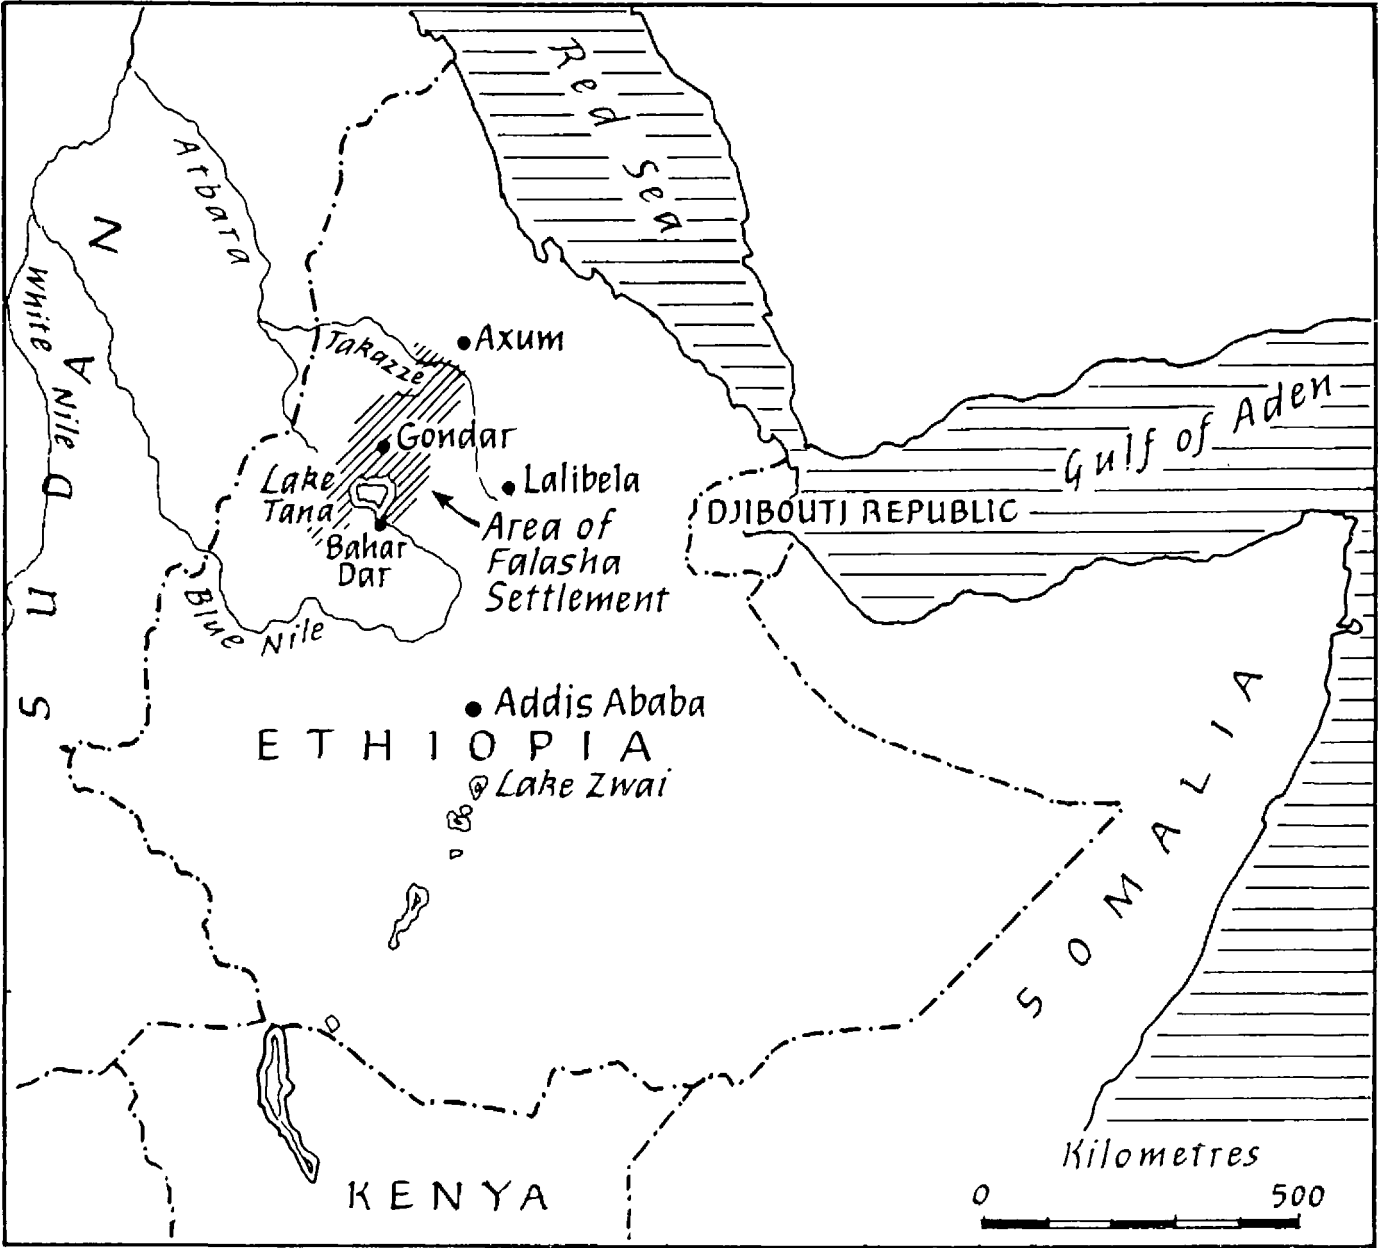 Red Sea
Atbara
White Nile
SUDAN
Takazze
Axum
Gondar
Lake
Tana
Lalibela
Gulf of Aden
DJIBOUTI REPUBLIC
Area of
Falasha
Settlement
Bahar
Dar
Blue Nile
Addis Ababa
ETHIOPIA
Lake Zwai
SOMALIA
KENYA
Kilometres
0 500